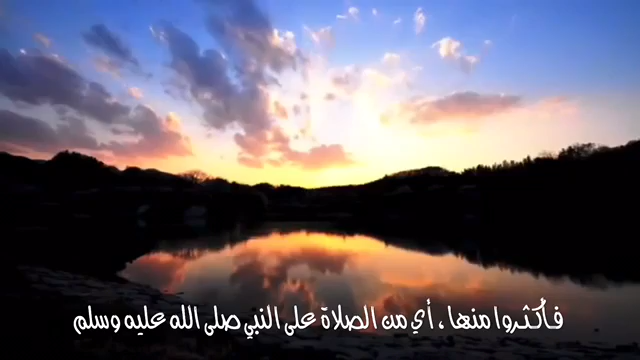 فأكثروا منها ، أي من الصلاة على النبي صلى الله عليه وسلم